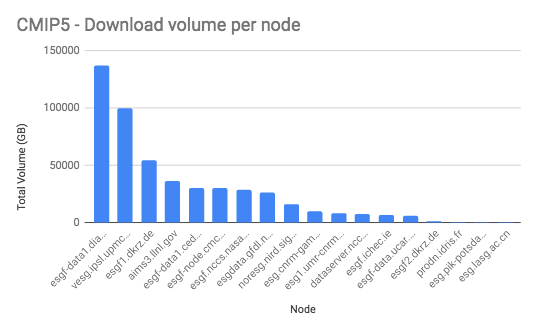 CMIP5 - Download volume per node
150000
100000
50000
0
Total Volume (GB)
esgf-data1.dia...
vesg.ipsl.upmc...
esgf1.dkrz.de
aims3.llnl.gov
esgf-data1.ced...
esgf-node.cmc...
esgf.nccs.nasa...
esgdata.gfdl.n...
noresg.nird.sig...
esg.cnrm-gam...
esg1.umr-cnrm...
dataserver.ncc...
esgf.ichec.ie
esgf-data.ucar...
esgf2.dkrz.de
prodn.idris.fr
esg.pik-potsda...
esg.lasg.ac.cn
Node